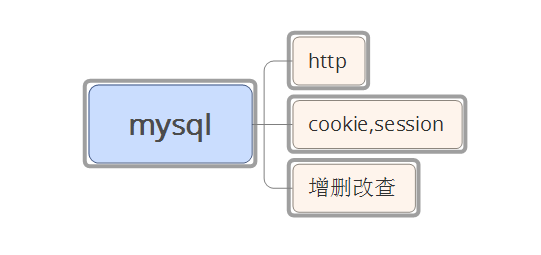 http
mysql
cookie,session
增删改查